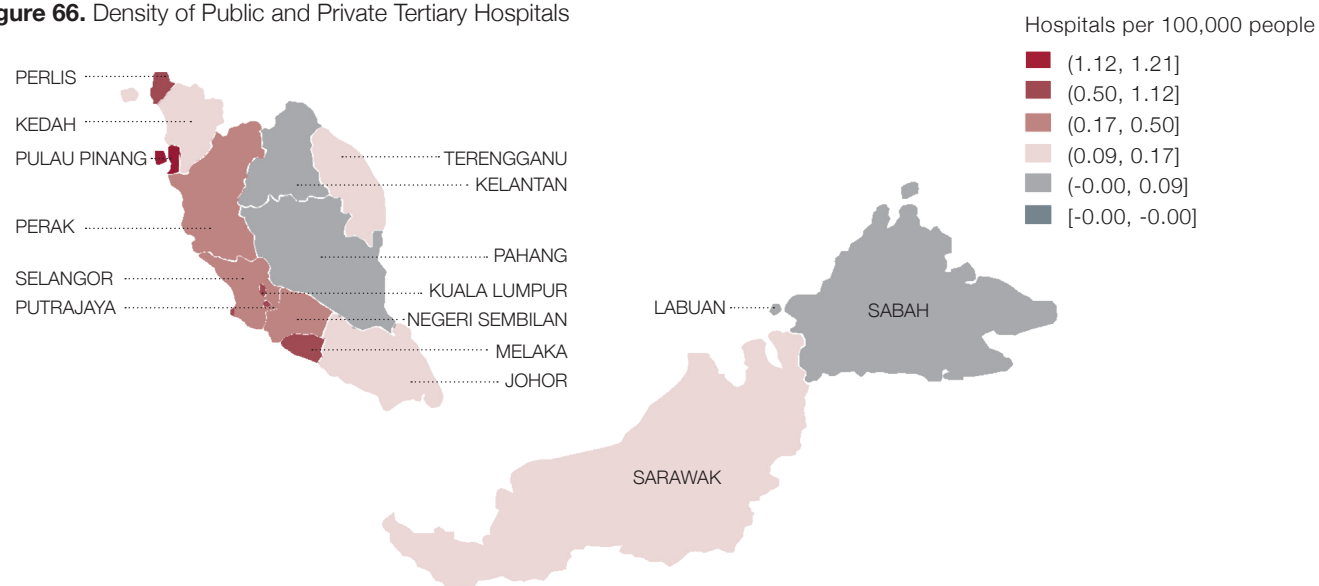 gure 66. Density of Public and Private Tertiary Hospitals
Hospitals per 100,000 people
(1.12, 1.21]
(0.50, 1.12]
(0.17, 0.50]
(0.09, 0.17]
(-0.00, 0.09]
[-0.00, -0.00]
PERLIS
KEDAH
PULAU PINANG
PERAK
SELANGOR
PUTRAJAYA
TERENGGANU
KELANTAN
PAHANG
KUALA LUMPUR
NEGERI SEMBILAN
MELAKA
JOHOR
LABUAN
SABAH
SARAWAK